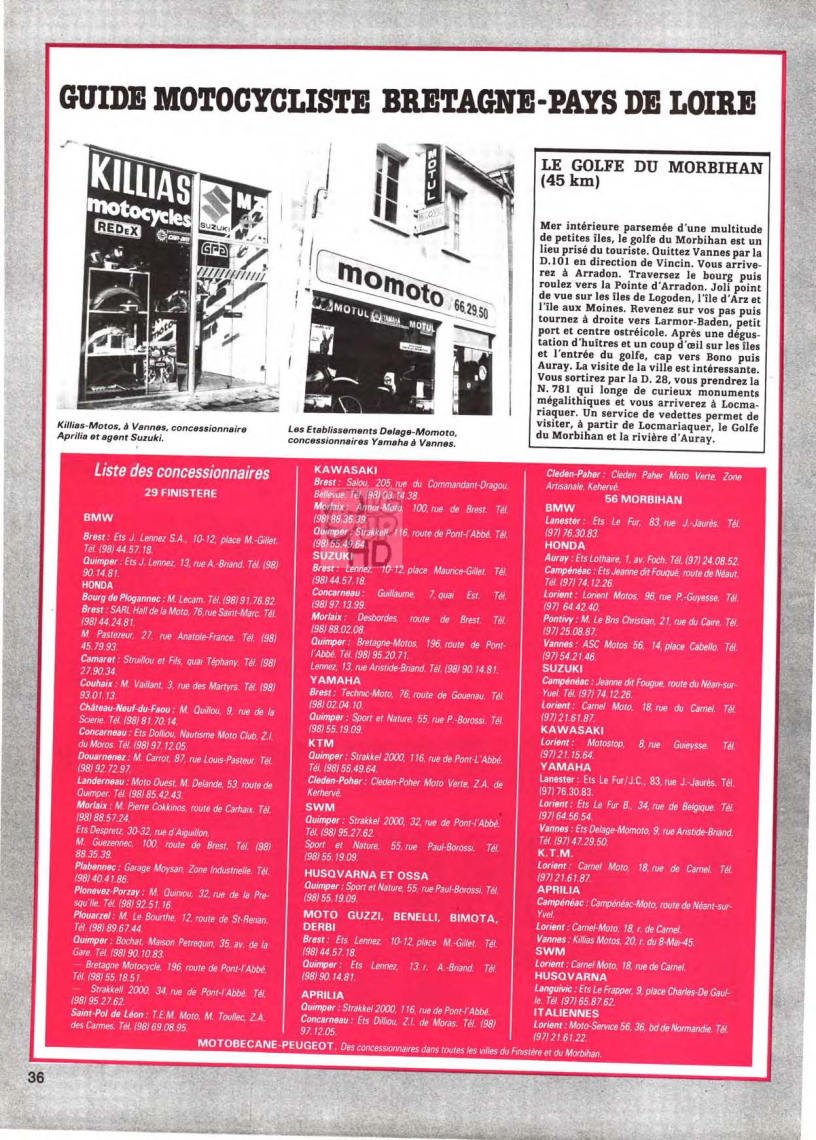 GUIDE MOTOCYCLISTE BRETAGNE-PAYS DE LOIRE
KILLIAS
motocycles
REDEX
can-am
SUZUKI
MZ
GPA
MOTUL
momoto
66.29.50
MOTUL
YAMAHA
MOTUL
Killias-Motos, à Vannes, concessionnaire
Aprilia et agent Suzuki.
Les Etablissements Delage-Momoto,
concessionnaires Yamaha à Vannes.
LE GOLFE DU MORBIHAN
(45 km)
Mer intérieure parsemée d'une multitude
de petites îles, le golfe du Morbihan est un
lieu prisé du touriste. Quittez Vannes par la
D.101 en direction de Vincin. Vous arrive-
rez à Arradon. Traversez le bourg puis
roulez vers la Pointe d'Arradon. Joli point
de vue sur les îles de Logoden, l'île d'Arz et
l'île aux Moines. Revenez sur vos pas puis
tournez à droite vers Larmor-Baden, petit
port et centre ostréicole. Après une dégus-
tation d'huîtres et un coup d'œil sur les îles
et l'entrée du golfe, cap vers Bono puis
Auray. La visite de la ville est intéressante.
Vous sortirez par la D. 28, vous prendrez la
N. 781 qui longe de curieux monuments
mégalithiques et vous arriverez à Locma-
riaquer. Un service de vedettes permet de
visiter, à partir de Locmariaquer, le Golfe
du Morbihan et la rivière d'Auray.
Liste des concessionnaires
29 FINISTERE
BMW
Brest : Ets J. Lennez S.A., 10-12, place M.-Gillet.
Tél. (98) 44.57.18.
Quimper : Ets J. Lennez, 13, rue A.-Briand. Tél. (98)
90.14.81.
HONDA
Bourg de Plogannec : M. Lecam. Tél. (98) 91.76.82.
Brest : SARL Hall de la Moto, 76, rue Saint-Marc. Tél.
(98) 44.24.81.
M. Pastezeur, 27, rue Anatole-France. Tél. (98)
45.79.93.
Camaret : Struillou et Fils, quai Téphany. Tél. (98)
27.90.34.
Couhaix : M. Vaillant, 3, rue des Martyrs. Tél. (98)
93.01.13.
Château-Neuf-du-Faou : M. Quillou, 9, rue de la
Sciene. Tél. (98) 81.70.14.
Concarneau : Ets Dolliou, Nautisme Moto Club, Z.I.
du Moros. Tél. (98) 97.12.05.
Douarnenez : M. Carrot, 87, rue Louis-Pasteur. Tél.
(98) 92.72.97.
Landerneau : Moto Ouest, M. Delande, 53, route de
Quimper. Tél. (98) 85.42.43.
Morlaix : M. Pierre Cokkinos, route de Carhaix. Tél.
(98) 88.57.24.
Ets Despretz, 30-32, rue d'Aiguillon.
M. Guezennec, 100, route de Brest. Tél. (98)
88.35.39.
Plabennec : Garage Moysan, Zone Industrielle. Tél.
(98) 40.41.86.
Plonevez-Porzay : M. Quiniou, 32, rue de la Pre-
squ'île. Tél. (98) 92.51.16.
Plouarzel : M. Le Bourthe, 12, route de St-Renan.
Tél. (98) 89.67.44.
Quimper : Bochat, Maison Petrequin, 35, av. de la
Gare. Tél. (98) 90.10.83.
— Bretagne Motocycle, 196, route de Pont-l'Abbé.
Tél. (98) 55.18.51.
— Strakkell 2000, 34, rue de Pont-l'Abbé. Tél.
(98) 95.27.62.
Saint-Pol de Léon : T.E.M. Moto, M. Toullec, Z.A.
des Carmes. Tél. (98) 69.08.95.
KAWASAKI
Brest : Salou, 205, rue du Commandant-Dragou,
Bellevue. Tél. (98) 03.14.38.
Morlaix : Armor-Moto, 100, rue de Brest. Tél.
(98) 88.35.39.
Quimper : Strakkell, 116, route de Pont-l'Abbé. Tél.
(98) 55.49.64.
SUZUKI
Brest : Lennez, 10-12, place Maurice-Gillet. Tél.
(98) 44.57.18.
Concarneau : Guillaume, 7, quai Est. Tél.
(98) 97.13.99.
Morlaix : Desbordes, route de Brest. Tél.
(98) 88.02.08.
Quimper : Bretagne-Motos, 196, route de Pont-
l'Abbé. Tél. (98) 95.20.71.
Lennez, 13, rue Aristide-Briand. Tél. (98) 90.14.81.
YAMAHA
Brest : Technic-Moto, 76, route de Gouenau. Tél.
(98) 02.04.10.
Quimper : Sport et Nature, 55, rue P.-Borossi. Tél.
(98) 55.19.09.
KTM
Quimper : Strakkel 2000, 116, rue de Pont-L'Abbé.
Tél. (98) 55.49.64.
Cleden-Poher : Cleden-Poher Moto Verte, Z.A. de
Kerhervé.
SWM
Quimper : Strakkel 2000, 32, rue de Pont-l'Abbé.
Tél. (98) 95.27.62.
Sport et Nature, 55, rue Paul-Borossi. Tél.
(98) 55.19.09.
HUSQVARNA ET OSSA
Quimper : Sport et Nature, 55, rue Paul-Borossi. Tél.
(98) 55.19.09.
MOTO GUZZI, BENELLI, BIMOTA,
DERBI
Brest : Ets Lennez, 10-12, place M.-Gillet. Tél.
(98) 44.57.18.
Quimper : Ets Lennez, 13, r. A.-Briand. Tél.
(98) 90.14.81.
APRILIA
Quimper : Strakkel 2000, 116, rue de Pont-l'Abbé.
Concarneau : Ets Dilliou, Z.I. de Moras. Tél. (98)
97.12.05.
Cleden-Paher : Cleden Paher Moto Verte, Zone
Artisanale, Kehervé.
56 MORBIHAN
BMW
Lanester : Ets Le Fur, 83, rue J.-Jaurès. Tél.
(97) 76.30.83.
HONDA
Auray : Ets Lothaire, 1, av. Foch. Tél. (97) 24.08.52.
Campénéac : Ets Jeanne dit Fouqué, route de Néaut.
Tél. (97) 74.12.26.
Lorient : Lorient Motos, 96, rue P.-Guyesse. Tél.
(97) 64.42.40.
Pontivy : M. Le Bns Christian, 21, rue du Caire. Tél.
(97) 25.08.87.
Vannes : ASC Motos 56, 14, place Cabello. Tél.
(97) 54.21.46.
SUZUKI
Campénéac : Jeanne dit Fougue, route du Néan-sur-
Yuel. Tél. (97) 74.12.26.
Lorient : Carnel Moto, 18, rue du Carnel. Tél.
(97) 21.61.87.
KAWASAKI
Lorient : Motostop, 8, rue Guieysse. Tél.
(97) 21.15.64.
YAMAHA
Lanester : Ets Le Fur/J.C., 83, rue J.-Jaurès. Tél.
(97) 76.30.83.
Lorient : Ets Le Fur B., 34, rue de Belgique. Tél.
(97) 64.56.54.
Vannes : Ets Delage-Momoto, 9, rue Aristide-Briand.
Tél. (97) 47.29.50.
K.T.M.
Lorient : Carnel Moto, 18, rue de Carnel. Tél.
(97) 21.61.87.
APRILIA
Campénéac : Campénéac-Moto, route de Néant-sur-
Yvel.
Lorient : Carnel-Moto, 18, r. de Carnel.
Vannes : Killias Motos, 20, r. du 8-Mai-45.
SWM
Lorient : Carnel Moto, 18, rue de Carnel.
HUSQVARNA
Languivic : Ets Le Frapper, 9, place Charles-De Gaul-
le. Tél. (97) 65.87.62.
ITALIENNES
Lorient : Moto-Service 56, 36, bd de Normandie. Tél.
(97) 21.61.22.
MOTOBECANE-PEUGEOT. Des concessionnaires dans toutes les villes du Finistère et du Morbihan.
36